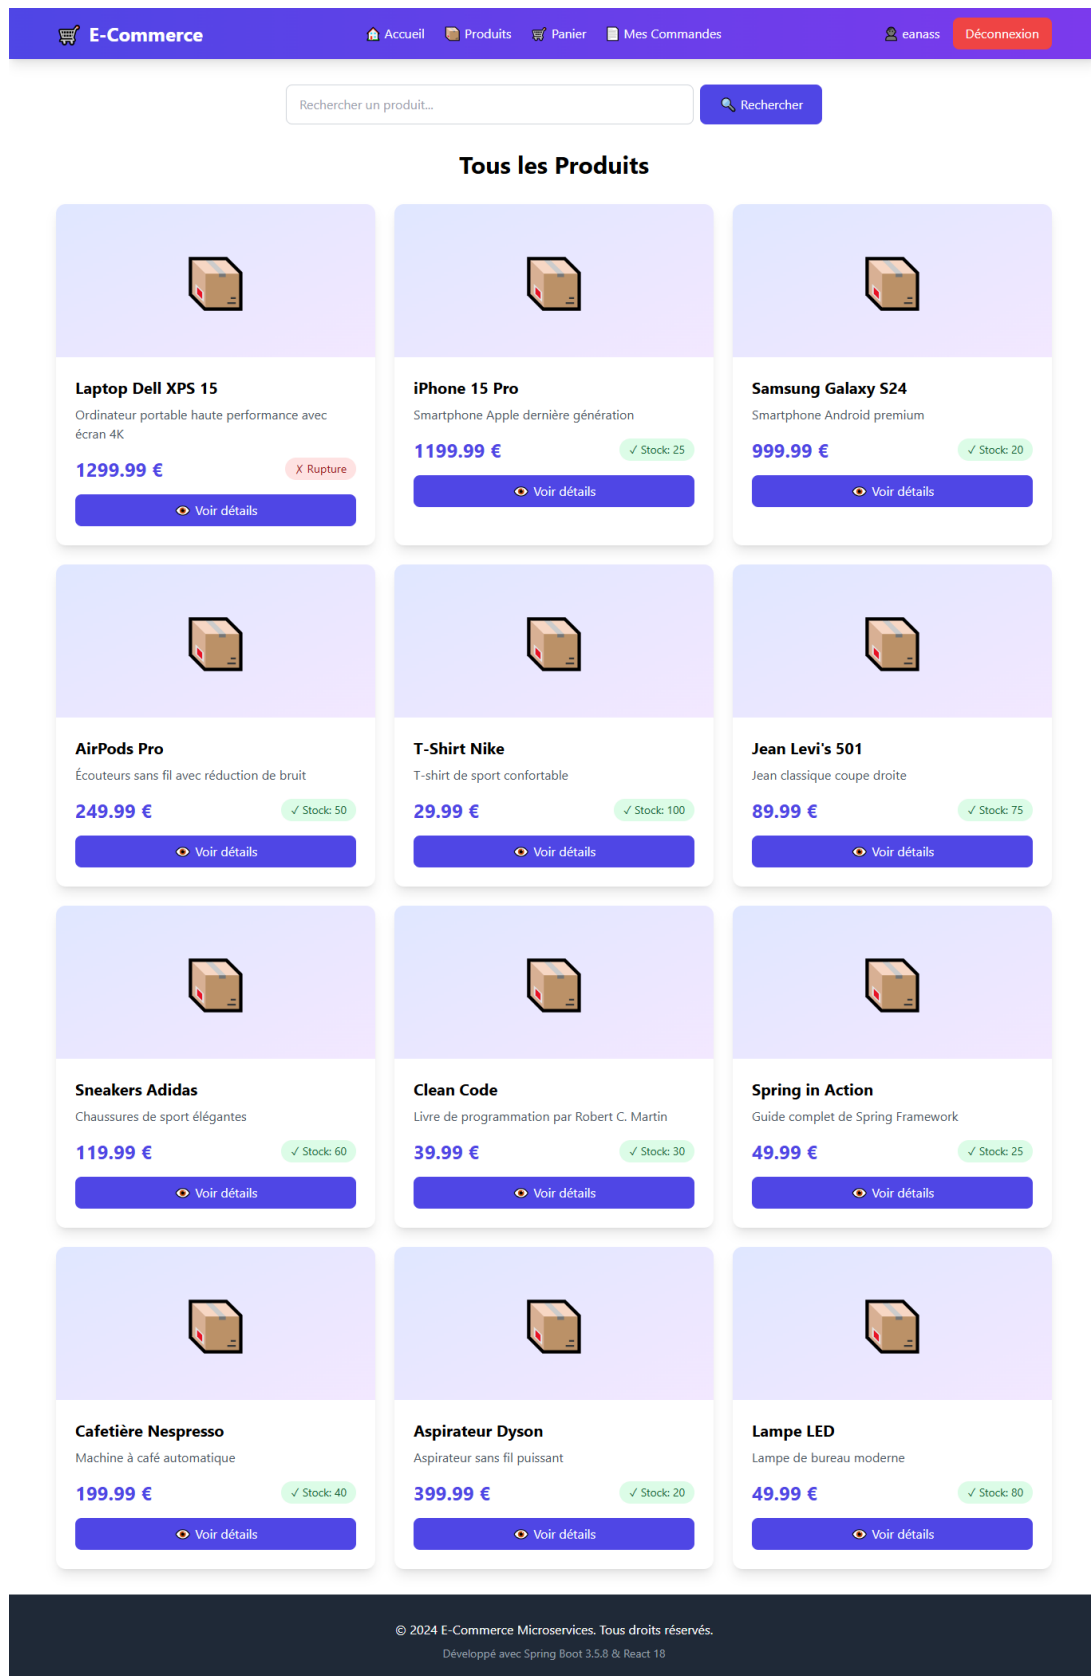 E-Commerce
Accueil
Produits
Panier
Mes Commandes
eanass
Déconnexion
Rechercher un produit...
Rechercher
Tous les Produits
Laptop Dell XPS 15
Ordinateur portable haute performance avec
écran 4K
1299.99 €
✗ Rupture
Voir détails
iPhone 15 Pro
Smartphone Apple dernière génération
1199.99 €
✓ Stock: 25
Voir détails
Samsung Galaxy S24
Smartphone Android premium
999.99 €
✓ Stock: 20
Voir détails
AirPods Pro
Écouteurs sans fil avec réduction de bruit
249.99 €
✓ Stock: 50
Voir détails
T-Shirt Nike
T-shirt de sport confortable
29.99 €
✓ Stock: 100
Voir détails
Jean Levi's 501
Jean classique coupe droite
89.99 €
✓ Stock: 75
Voir détails
Sneakers Adidas
Chaussures de sport élégantes
119.99 €
✓ Stock: 60
Voir détails
Clean Code
Livre de programmation par Robert C. Martin
39.99 €
✓ Stock: 30
Voir détails
Spring in Action
Guide complet de Spring Framework
49.99 €
✓ Stock: 25
Voir détails
Cafetière Nespresso
Machine à café automatique
199.99 €
✓ Stock: 40
Voir détails
Aspirateur Dyson
Aspirateur sans fil puissant
399.99 €
✓ Stock: 20
Voir détails
Lampe LED
Lampe de bureau moderne
49.99 €
✓ Stock: 80
Voir détails
© 2024 E-Commerce Microservices. Tous droits réservés.
Développé avec Spring Boot 3.5.8 & React 18